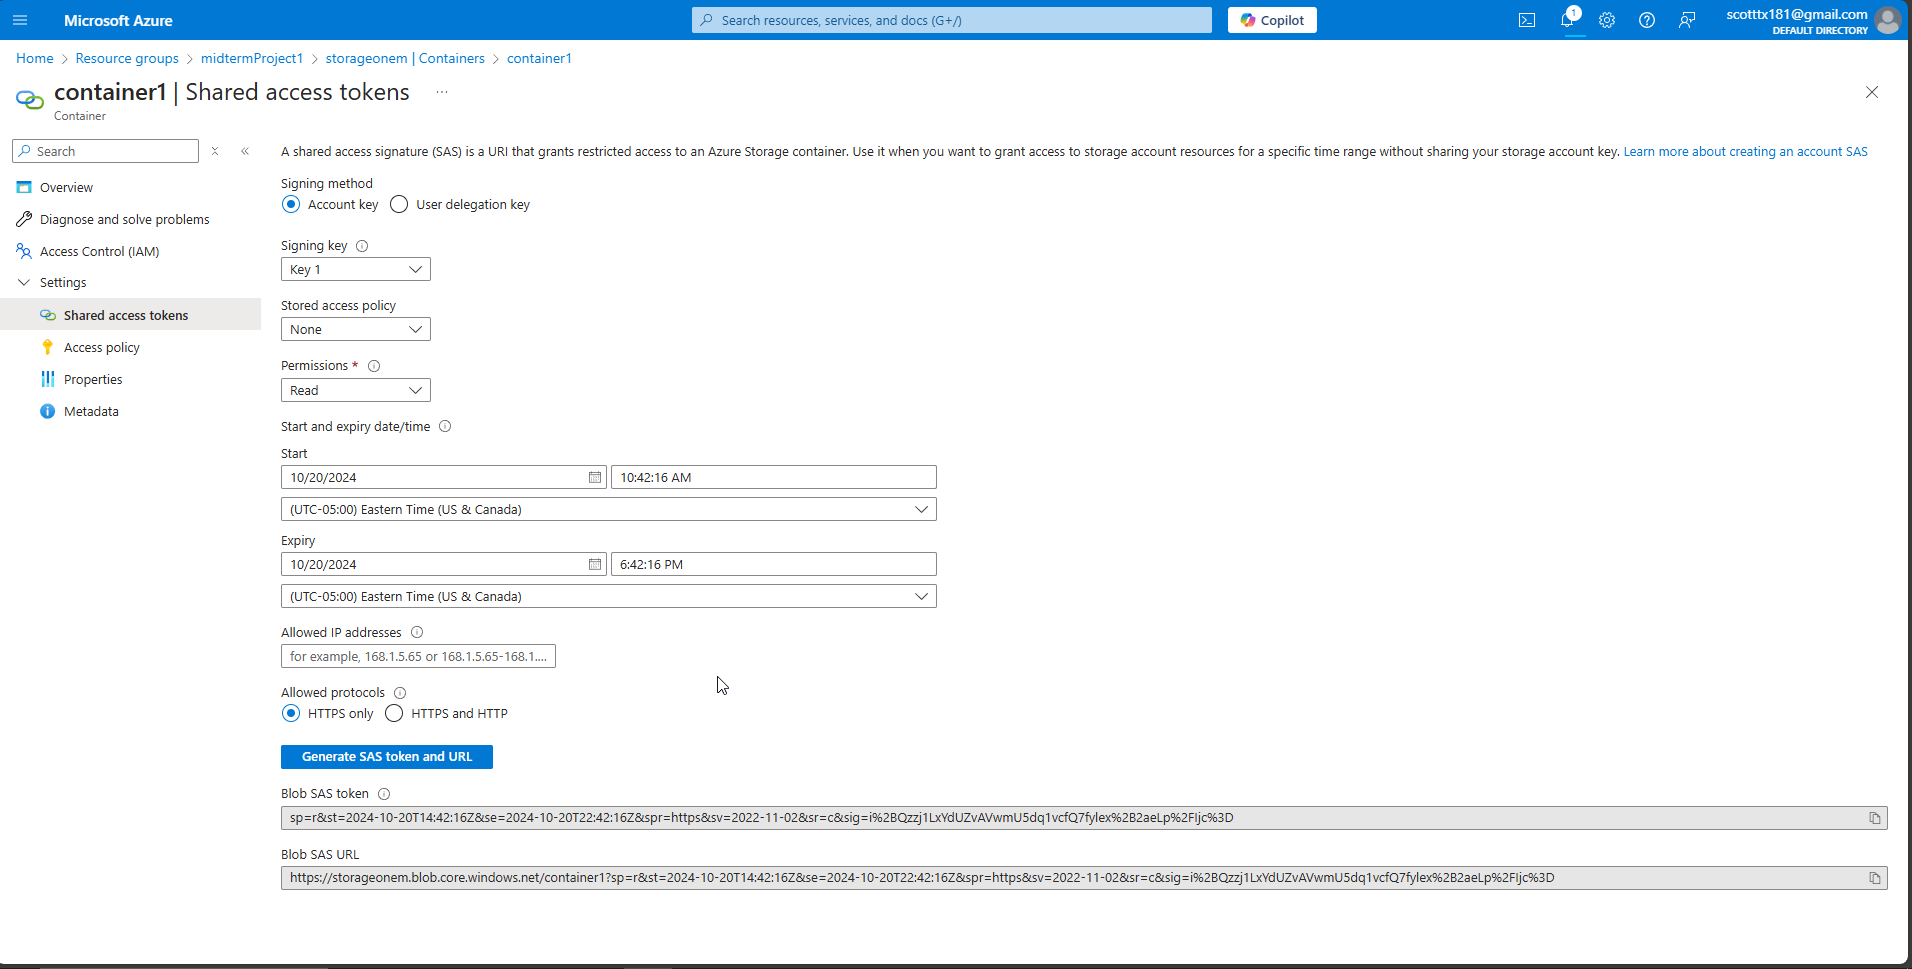 Microsoft Azure
Search resources, services, and docs (G+/)
Copilot
1
scotttx181@gmail.com
DEFAULT DIRECTORY
Home > Resource groups > midtermProject1 > storageonem | Containers > container1
container1 | Shared access tokens ...
Container
Search
Overview
Diagnose and solve problems
Access Control (IAM)
Settings
Shared access tokens
Access policy
Properties
Metadata
A shared access signature (SAS) is a URI that grants restricted access to an Azure Storage container. Use it when you want to grant access to storage account resources for a specific time range without sharing your storage account key. Learn more about creating an account SAS
Signing method
Account key User delegation key
Signing key
Key 1
Stored access policy
None
Permissions *
Read
Start and expiry date/time
Start
10/20/2024 10:42:16 AM
(UTC-05:00) Eastern Time (US & Canada)
Expiry
10/20/2024 6:42:16 PM
(UTC-05:00) Eastern Time (US & Canada)
Allowed IP addresses
for example, 168.1.5.65 or 168.1.5.65-168.1....
Allowed protocols
HTTPS only HTTPS and HTTP
Generate SAS token and URL
Blob SAS token
sp=r&st=2024-10-20T14:42:16Z&se=2024-10-20T22:42:16Z&spr=https&sv=2022-11-02&sr=c&sig=i%2BQzzj1LxYdUZvAVwmU5dq1vcfQ7fylex%2B2aeLp%2FIjc%3D
Blob SAS URL
https://storageonem.blob.core.windows.net/container1?sp=r&st=2024-10-20T14:42:16Z&se=2024-10-20T22:42:16Z&spr=https&sv=2022-11-02&sr=c&sig=i%2BQzzj1LxYdUZvAVwmU5dq1vcfQ7fylex%2B2aeLp%2FIjc%3D